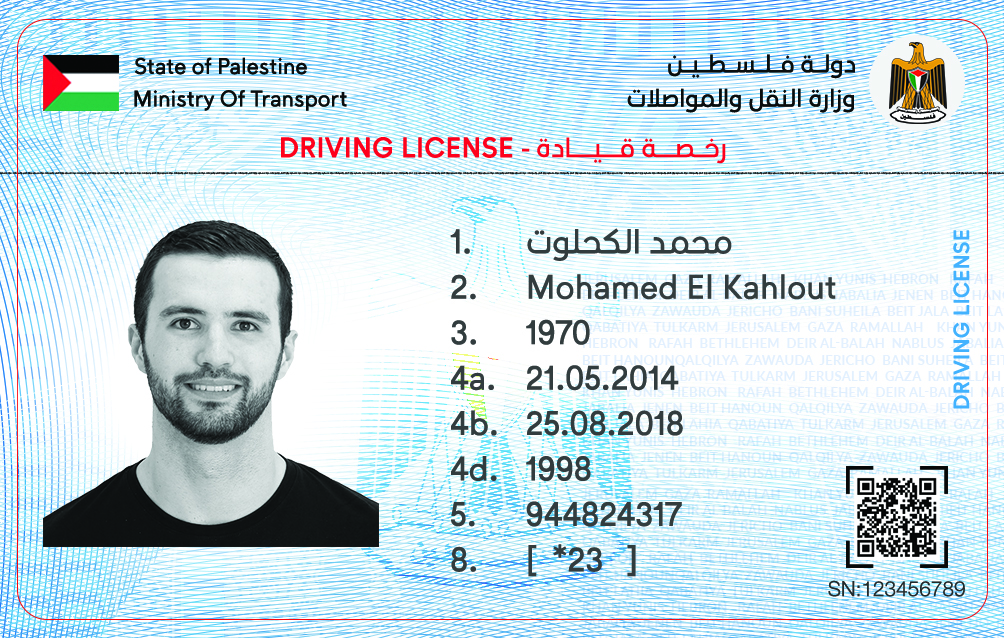 State of Palestine
Ministry Of Transport
دولة فلسطين
وزارة النقل والمواصلات
DRIVING LICENSE - رخصة قيادة
1. محمد الكحلوت
2. Mohamed El Kahlout
3. 1970
4a. 21.05.2014
4b. 25.08.2018
4d. 1998
5. 944824317
8. [ *23 ]
DRIVING LICENSE
SN:123456789
فلسطين